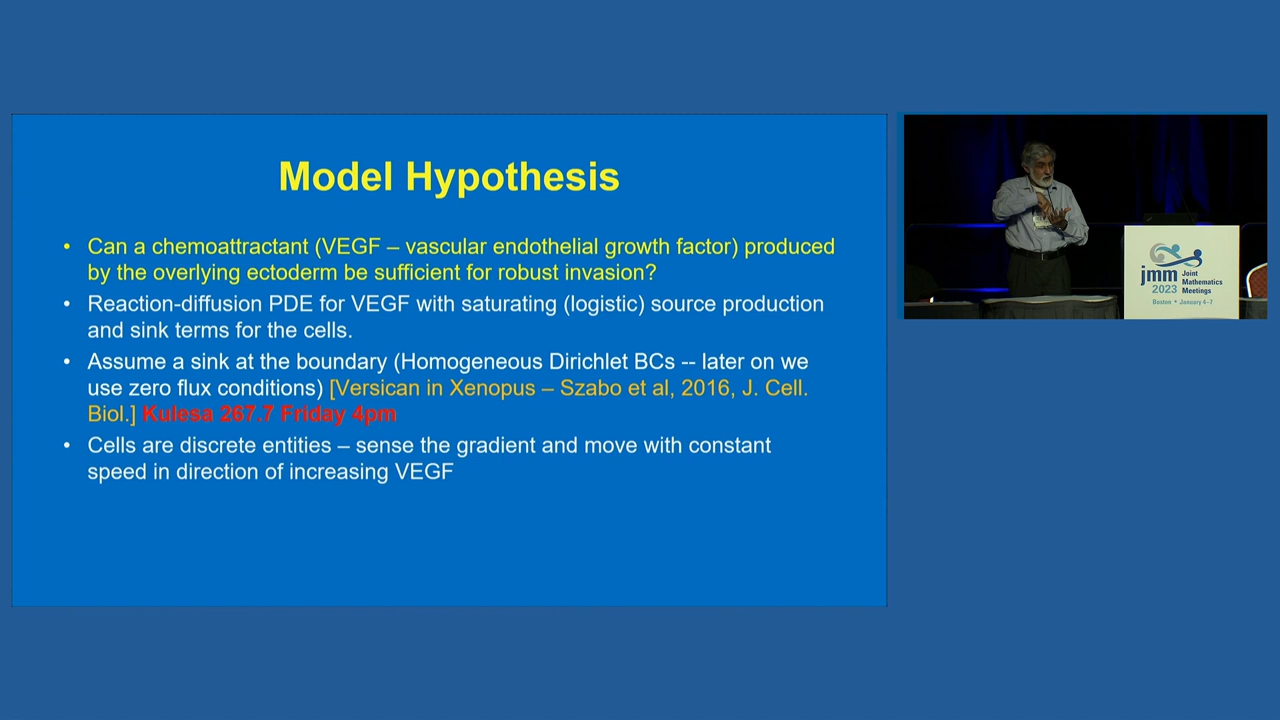 Model Hypothesis
• Can a chemoattractant (VEGF – vascular endothelial growth factor) produced
by the overlying ectoderm be sufficient for robust invasion?
• Reaction-diffusion PDE for VEGF with saturating (logistic) source production
and sink terms for the cells.
• Assume a sink at the boundary (Homogeneous Dirichlet BCs -- later on we
use zero flux conditions) [Versican in Xenopus – Szabo et al, 2016, J. Cell.
Biol.] Kulesa 267.7 Friday 4pm
• Cells are discrete entities – sense the gradient and move with constant
speed in direction of increasing VEGF
jmm Joint
Mathematics
2023 Meetings
Boston • January 4–7